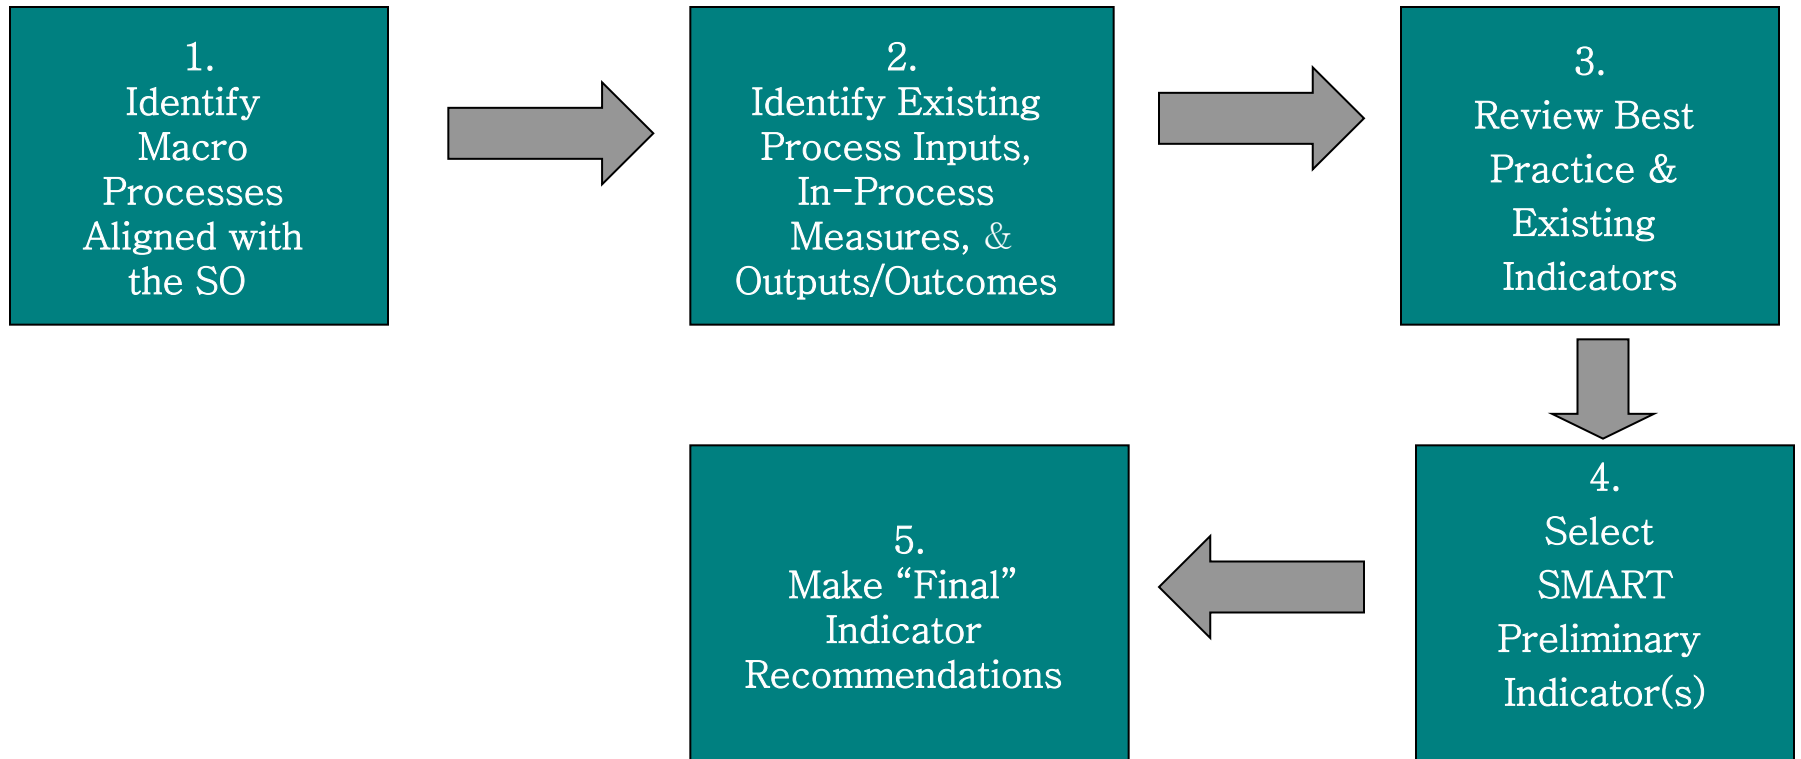 1.
Identify
Macro
Processes
Aligned with
the SO
2.
Identify Existing
Process Inputs,
In-Process
Measures, &
Outputs/Outcomes
3.
Review Best
Practice &
Existing
Indicators
4.
Select
SMART
Preliminary
Indicator(s)
5.
Make “Final”
Indicator
Recommendations